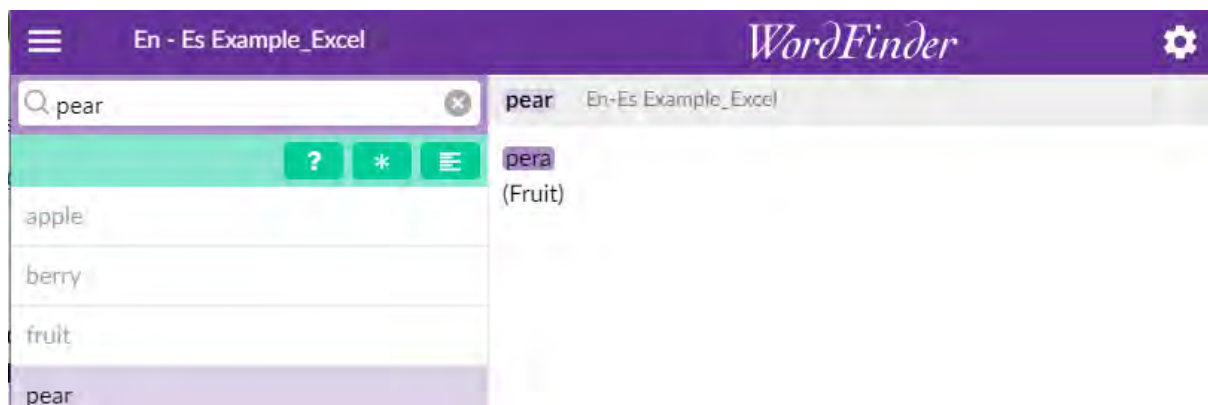 En - Es Example_Excel
WordFinder
pear
? *
apple
berry
fruit
pear
pear En-Es Example_Excel
pera
(Fruit)